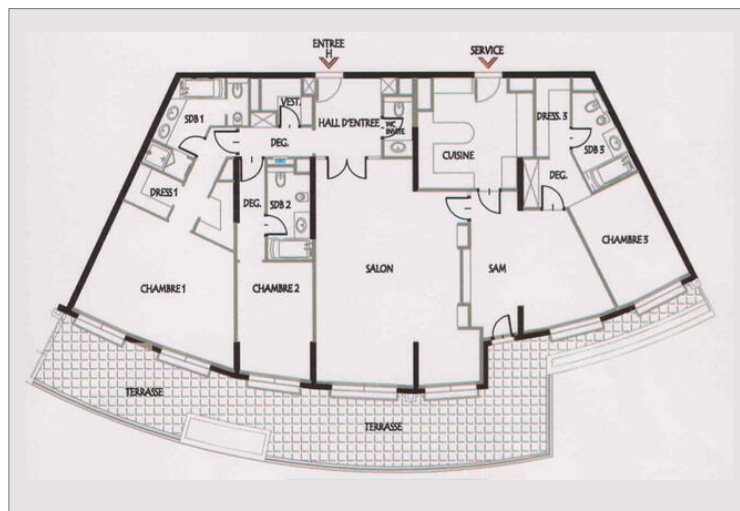 ENTREE
H
SERVICE
SDB 1
VEST.
HALL D'ENTREE
WC
INVITE
DEG.
CUISINE
DRESS. 3
SDB 3
DRESS 1
DEG.
SDB 2
DEG.
CHAMBRE 1
CHAMBRE 2
SALON
SAM
CHAMBRE 3
TERRASSE
TERRASSE